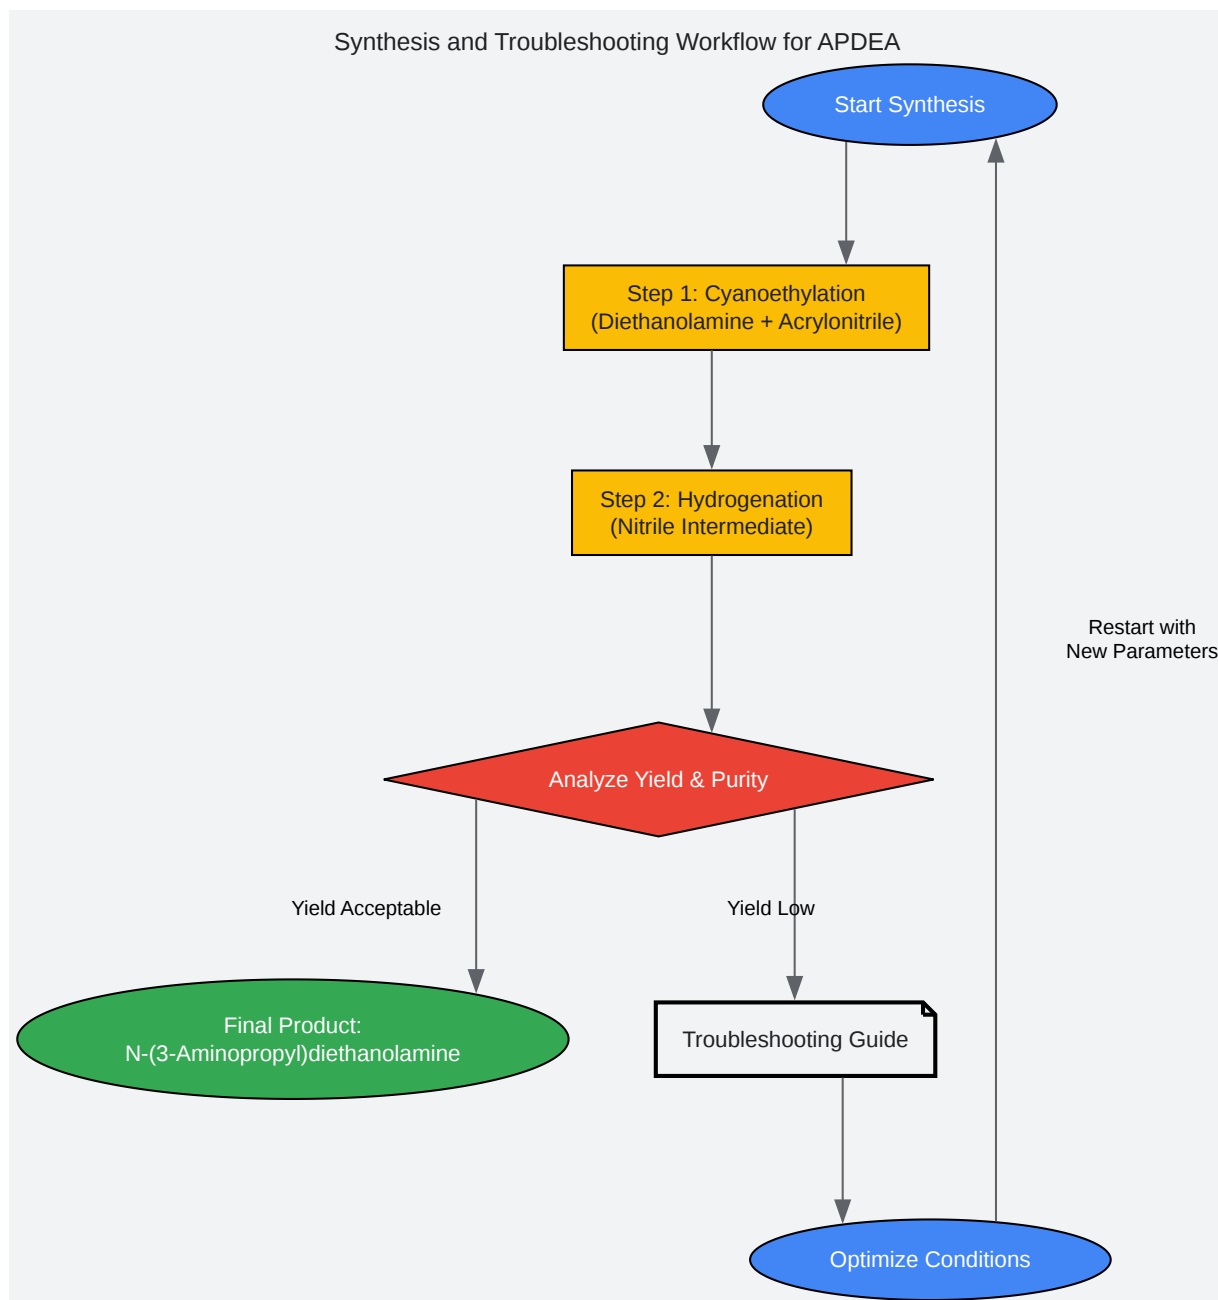 Synthesis and Troubleshooting Workflow for APDEA
Start Synthesis
Step 1: Cyanoethylation
(Diethanolamine + Acrylonitrile)
Step 2: Hydrogenation
(Nitrile Intermediate)
Restart with
New Parameters
Analyze Yield & Purity
Yield Acceptable
Yield Low
Final Product:
N-(3-Aminopropyl)diethanolamine
Troubleshooting Guide
Optimize Conditions